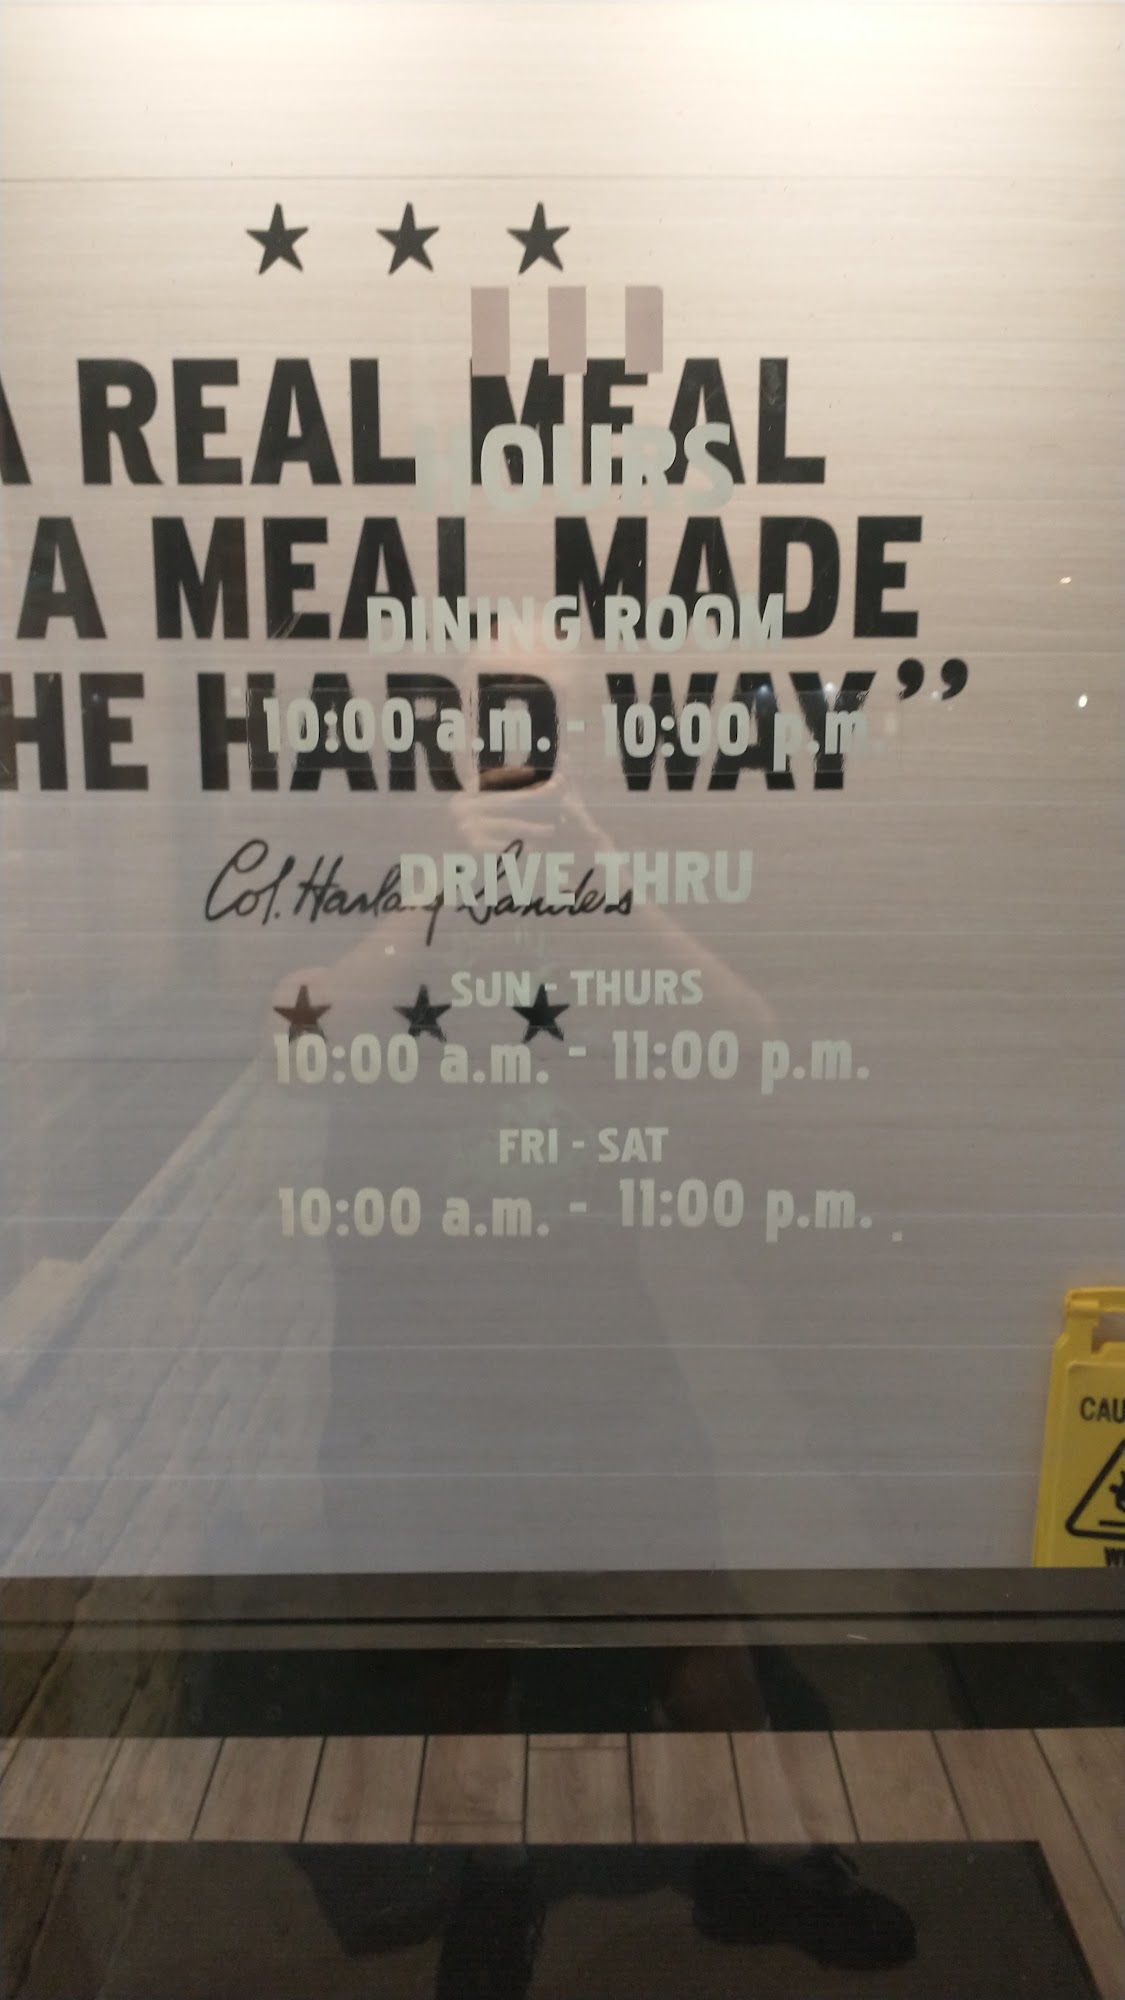 A REAL MEAL
A MEAL MADE
HE HARD WAY”
Col. Harland Sanders
HOURS
DINING ROOM
10:00 a.m. - 10:00 p.m.
DRIVE THRU
SUN - THURS
10:00 a.m. - 11:00 p.m.
FRI - SAT
10:00 a.m. - 11:00 p.m.
CAU